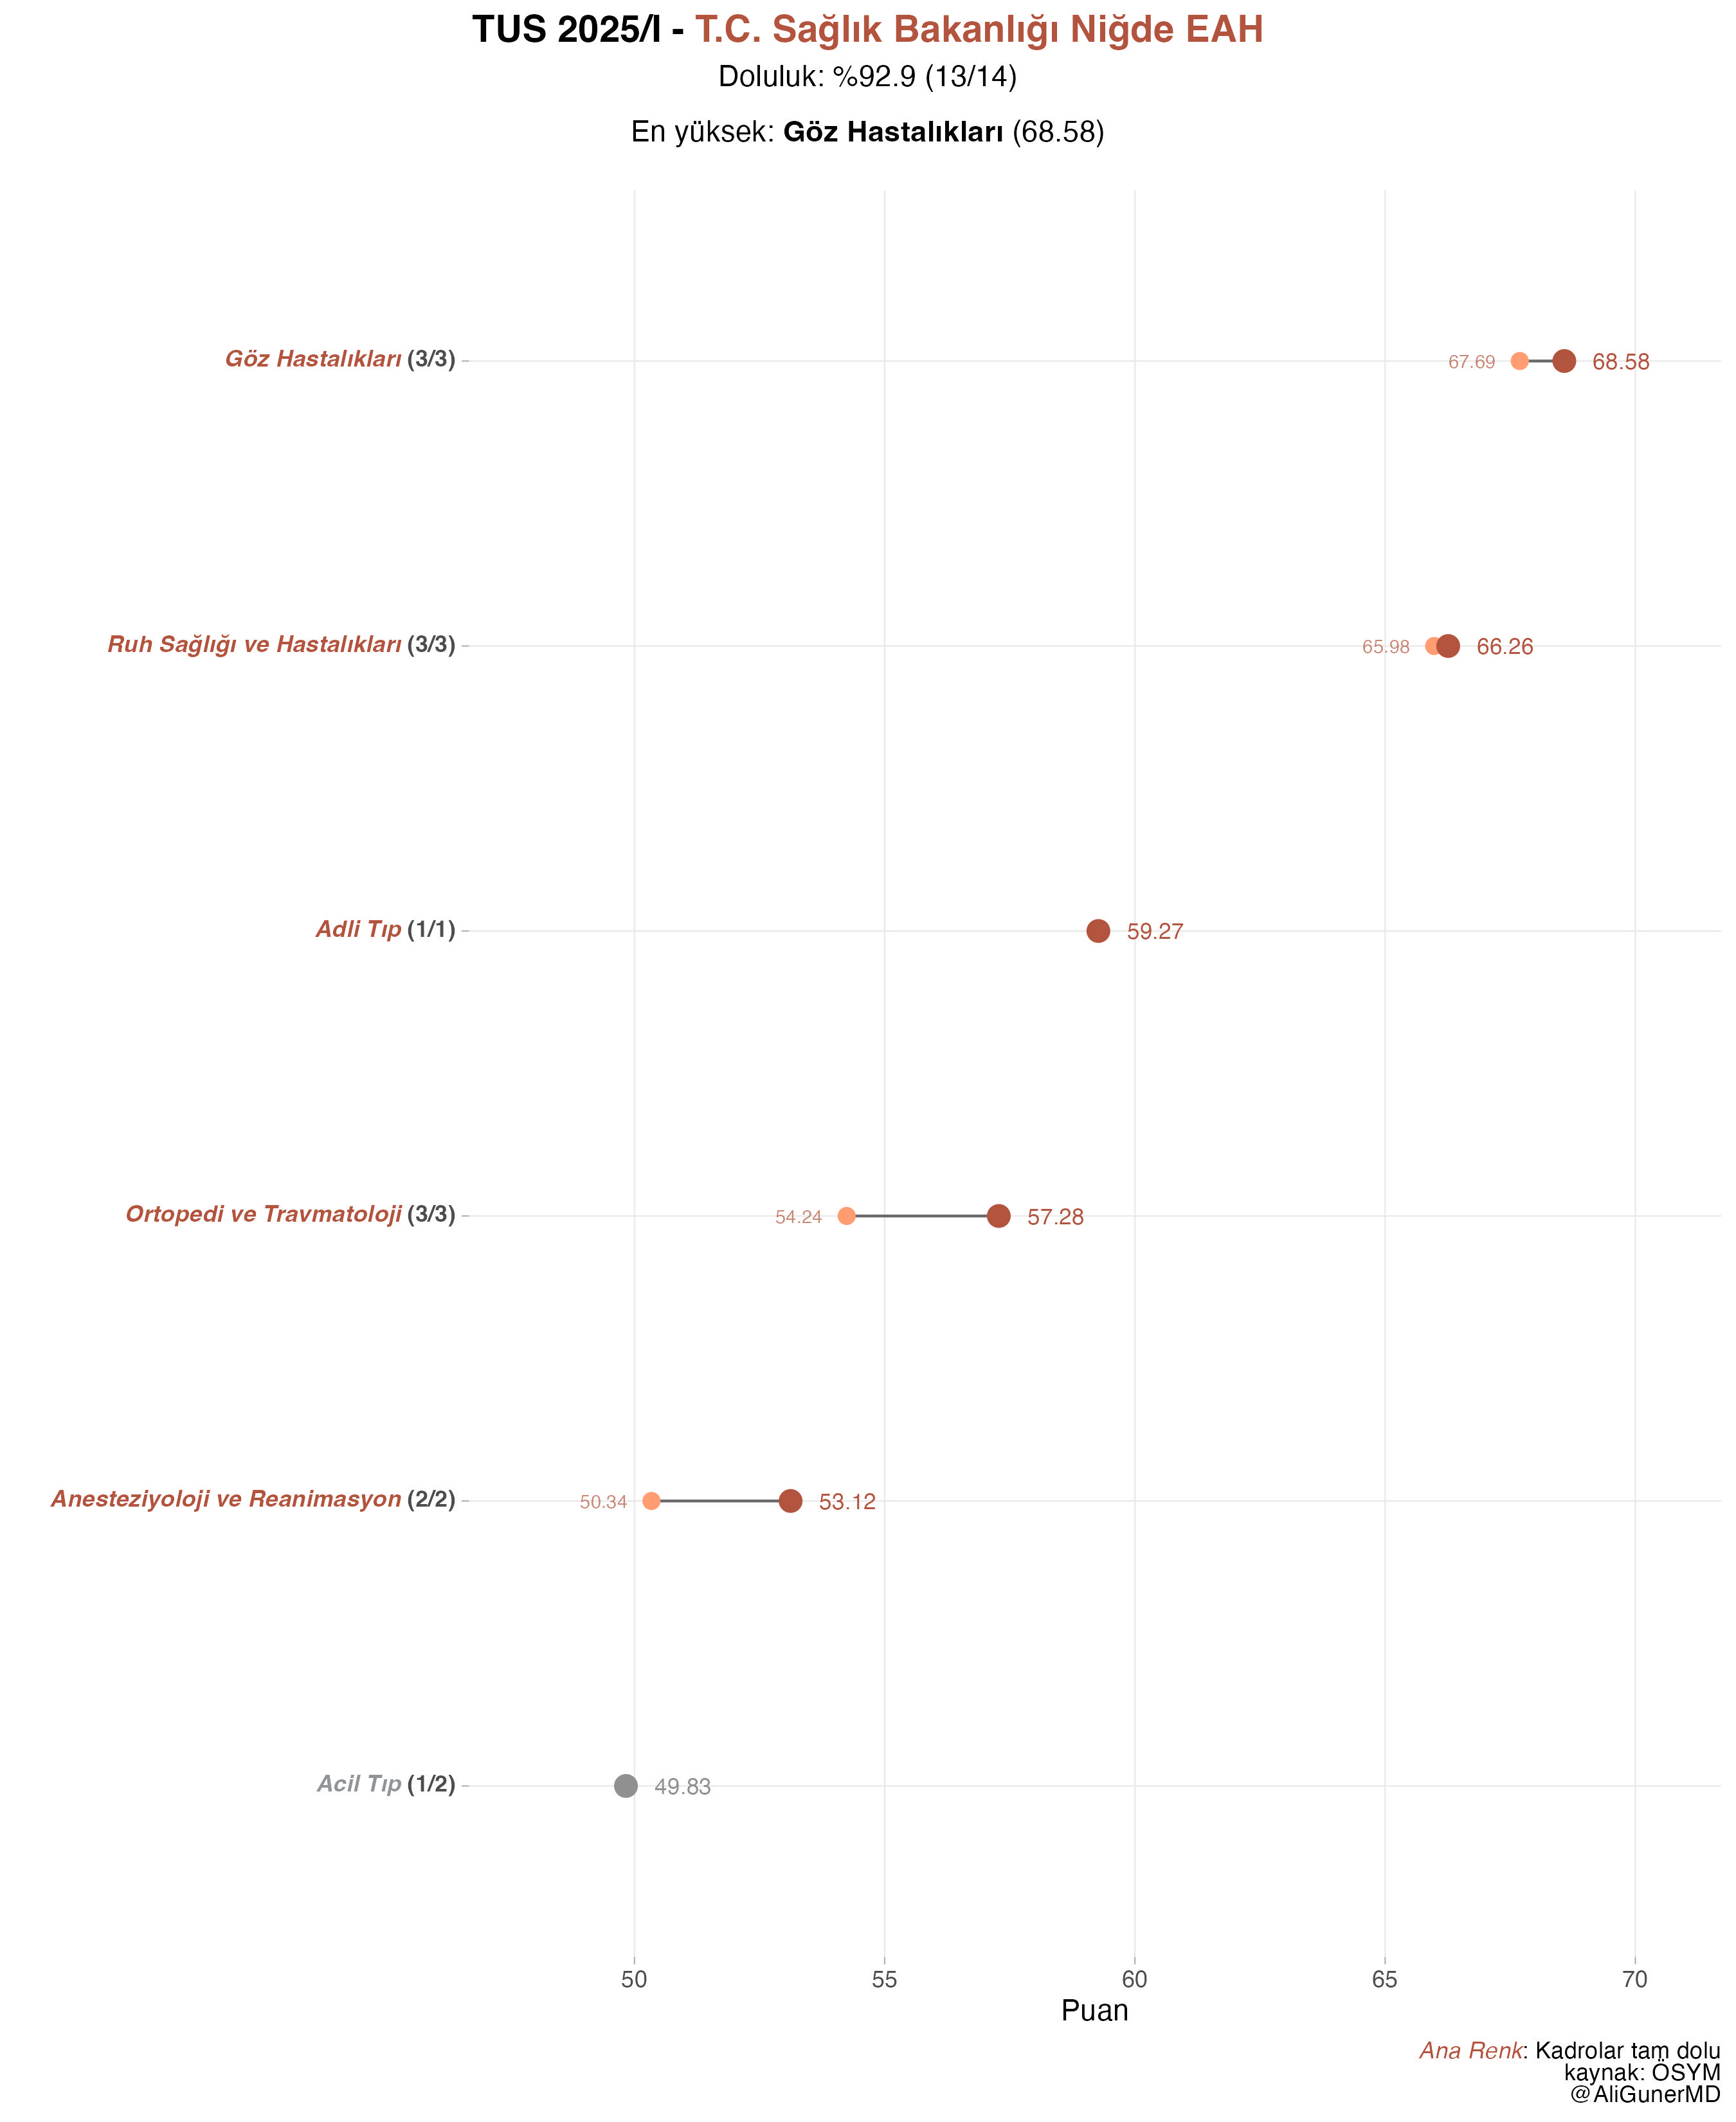 TUS 2025/I - T.C. Sağlık Bakanlığı Niğde EAH
Doluluk: %92.9 (13/14)
En yüksek: Göz Hastalıkları (68.58)
Göz Hastalıkları (3/3) 67.69 68.58
Ruh Sağlığı ve Hastalıkları (3/3) 65.98 66.26
Adli Tıp (1/1) 59.27
Ortopedi ve Travmatoloji (3/3) 54.24 57.28
Anesteziyoloji ve Reanimasyon (2/2) 50.34 53.12
Acil Tıp (1/2) 49.83
50 55 60 65 70
Puan
Ana Renk: Kadrolar tam dolu
kaynak: ÖSYM
@AliGunerMD